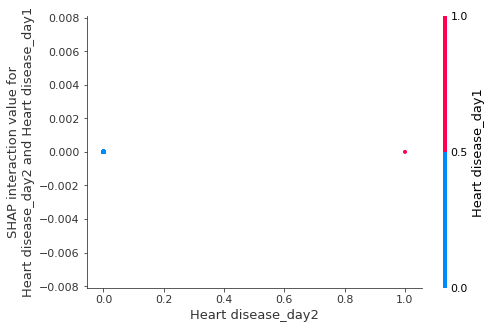 0.008
0.006
0.004
0.002
0.000
−0.002
−0.004
−0.006
−0.008
SHAP interaction value for
Heart disease_day2 and Heart disease_day1
0.0 0.2 0.4 0.6 0.8 1.0
Heart disease_day2
1.0
0.5
0.0
Heart disease_day1